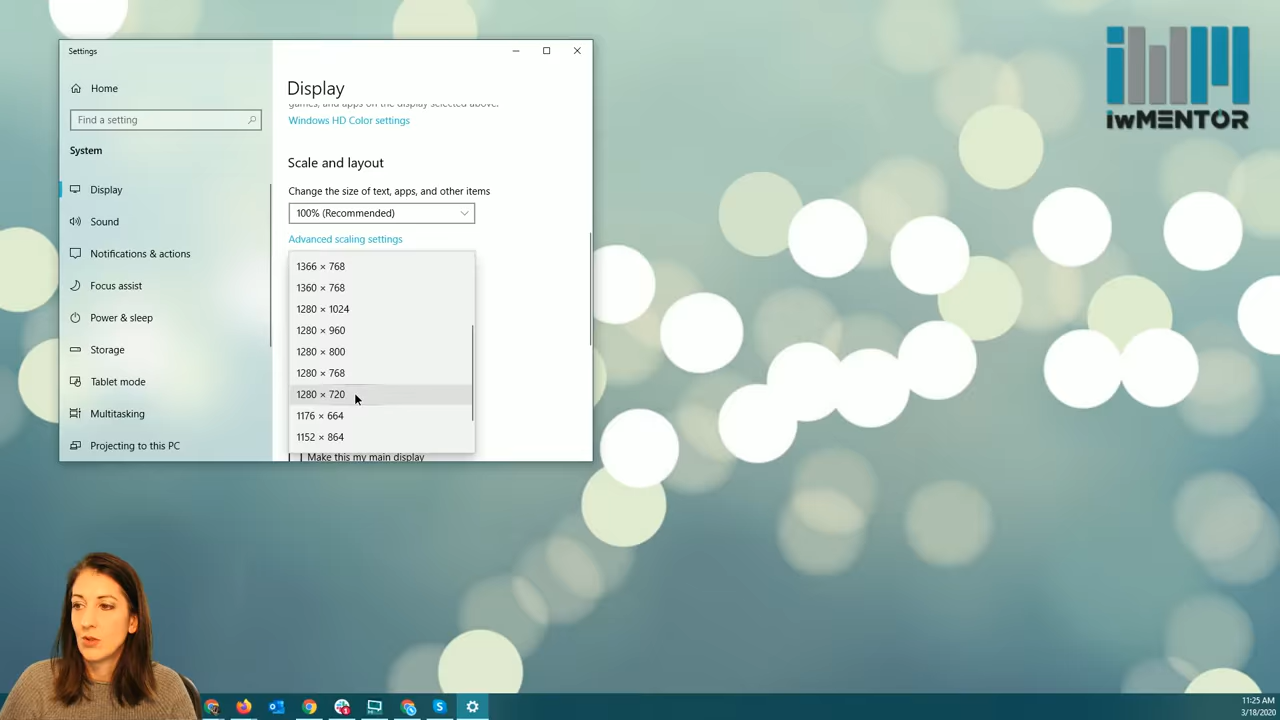 Settings
Home
Find a setting
System
Display
Sound
Notifications & actions
Focus assist
Power & sleep
Storage
Tablet mode
Multitasking
Projecting to this PC
Display
games, and apps on the display selected above.
Windows HD Color settings
Scale and layout
Change the size of text, apps, and other items
100% (Recommended)
Advanced scaling settings
1366 × 768
1360 × 768
1280 × 1024
1280 × 960
1280 × 800
1280 × 768
1280 × 720
1176 × 664
1152 × 864
Make this my main display
iwMENTOR
11:25 AM
3/18/2020